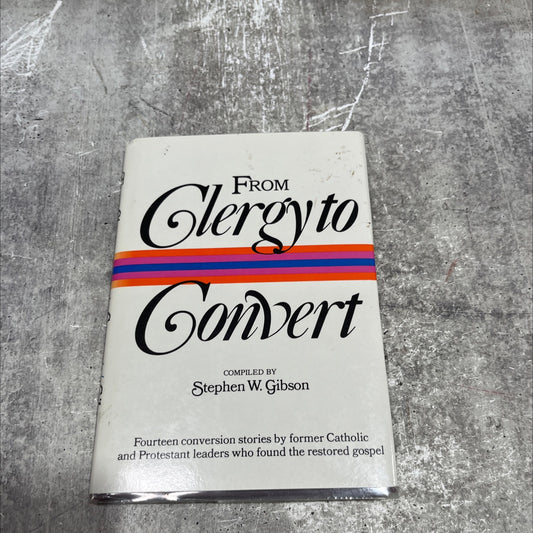 FROM
Clergy to
Convert
COMPILED BY
Stephen W. Gibson
Fourteen conversion stories by former Catholic
and Protestant leaders who found the restored gospel